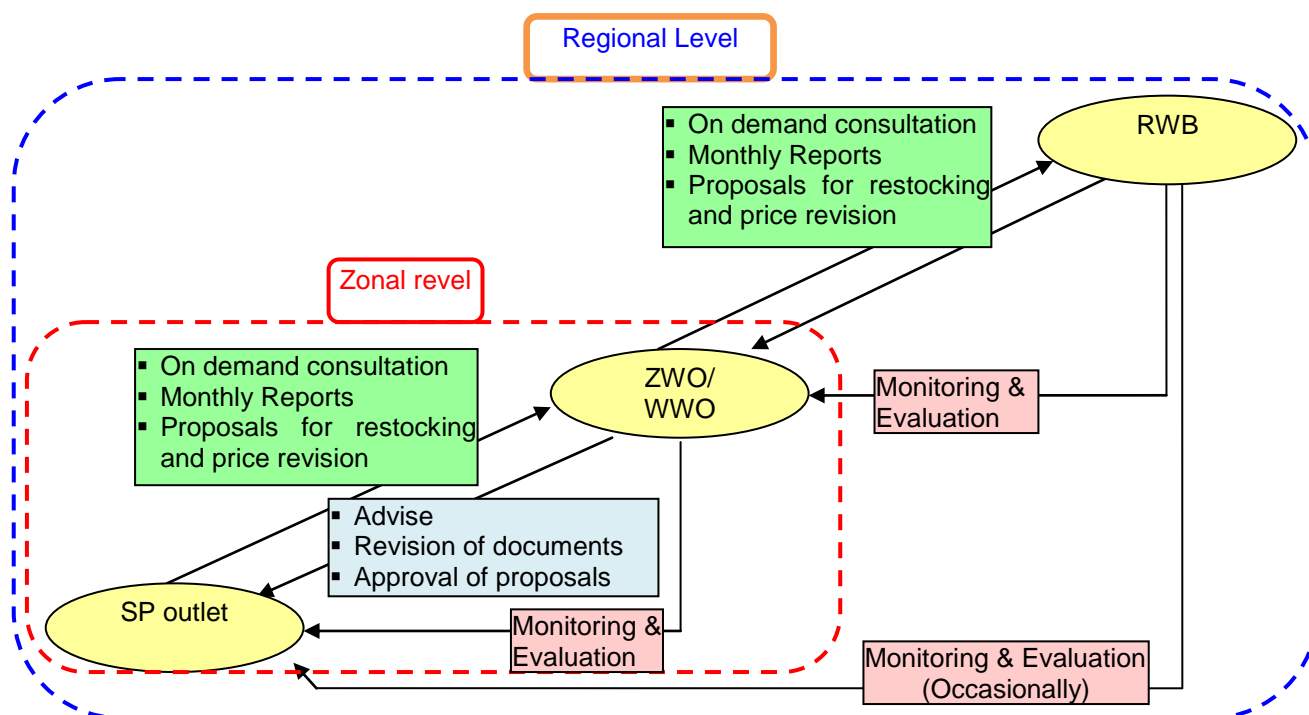 Regional Level
RWB
▪ On demand consultation
▪ Monthly Reports
▪ Proposals for restocking
and price revision
Zonal revel
▪ On demand consultation
▪ Monthly Reports
▪ Proposals for restocking
and price revision
ZWO/
WWO
Monitoring &
Evaluation
▪ Advise
▪ Revision of documents
▪ Approval of proposals
SP outlet
Monitoring &
Evaluation
Monitoring & Evaluation
(Occasionally)